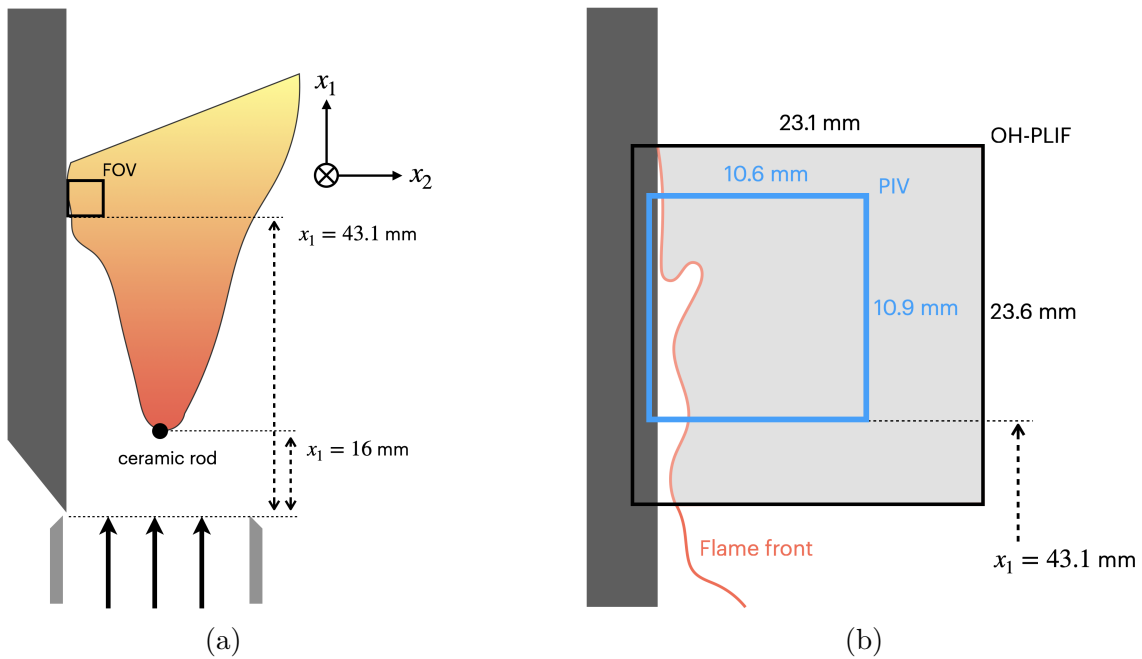 x₁
FOV
x₂
x₁ = 43.1 mm
x₁ = 16 mm
ceramic rod
(a)
23.1 mm
OH-PLIF
10.6 mm
PIV
10.9 mm
23.6 mm
Flame front
x₁ = 43.1 mm
(b)